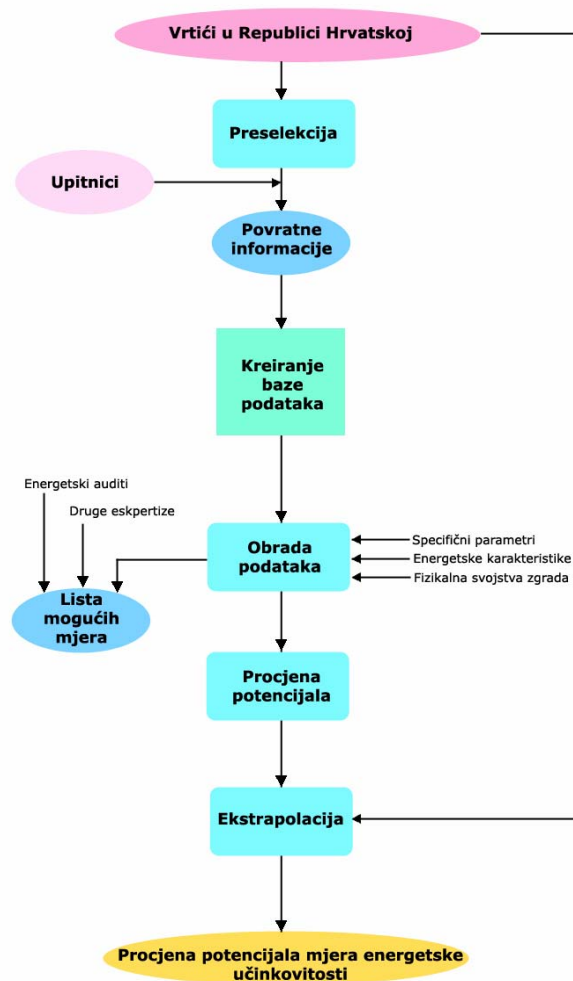 Vrtići u Republici Hrvatskoj
Preselekcija
Upitnici
Povratne
informacije
Kreiranje
baze
podataka
Energetski auditi
Druge eskpertize
Obrada
podataka
Specifični parametri
Energetske karakteristike
Fizikalna svojstva zgrada
Lista
mogućih
mjera
Procjena
potencijala
Ekstrapolacija
Procjena potencijala mjera energetske
učinkovitosti